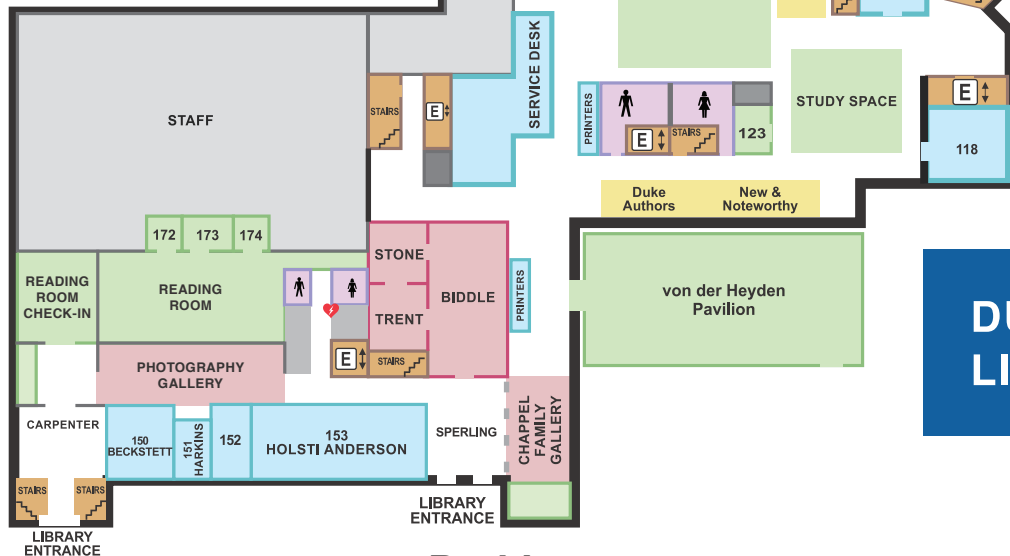 SERVICE DESK
STAFF
STAIRS
E
PRINTERS
E
STAIRS
123
STUDY SPACE
E
118
Duke
Authors
New &
Noteworthy
172
173
174
STONE
READING
ROOM
CHECK-IN
READING
ROOM
BIDDLE
TRENT
PRINTERS
von der Heyden
Pavilion
E
STAIRS
PHOTOGRAPHY
GALLERY
CARPENTER
150
BECKSTETT
151
HARKINS
152
153
HOLSTI ANDERSON
SPERLING
CHAPPEL
FAMILY
GALLERY
STAIRS
STAIRS
LIBRARY
ENTRANCE
LIBRARY
ENTRANCE
DU
LI